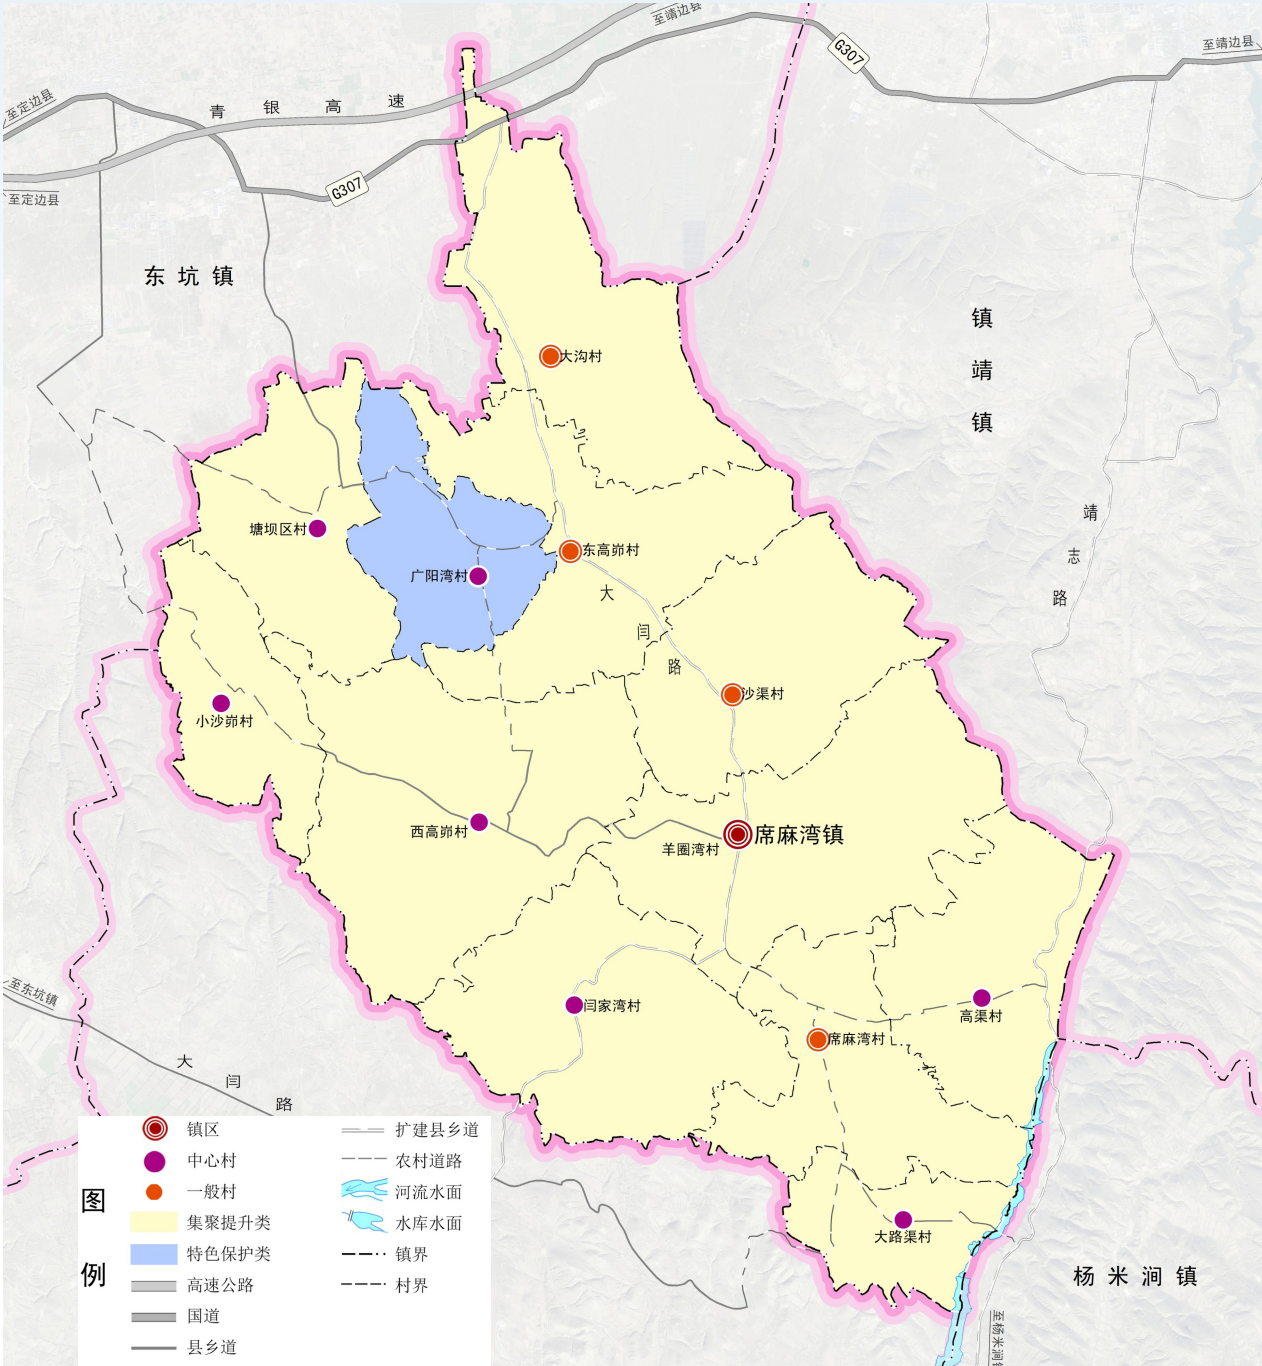 至靖边县
G307
至靖边县
至定边县
青银高速
G307
至定边县
东坑镇
镇靖镇
大沟村
靖志路
塘坝区村
东高峁村
广阳湾村
大闫路
沙渠村
小沙峁村
西高峁村
席麻湾镇
羊圈湾村
至东坑镇
闫家湾村
高渠村
席麻湾村
大闫路
大路渠村
杨米涧镇
至杨米涧镇
图例
镇区
中心村
一般村
集聚提升类
特色保护类
高速公路
国道
县乡道
扩建县乡道
农村道路
河流水面
水库水面
镇界
村界